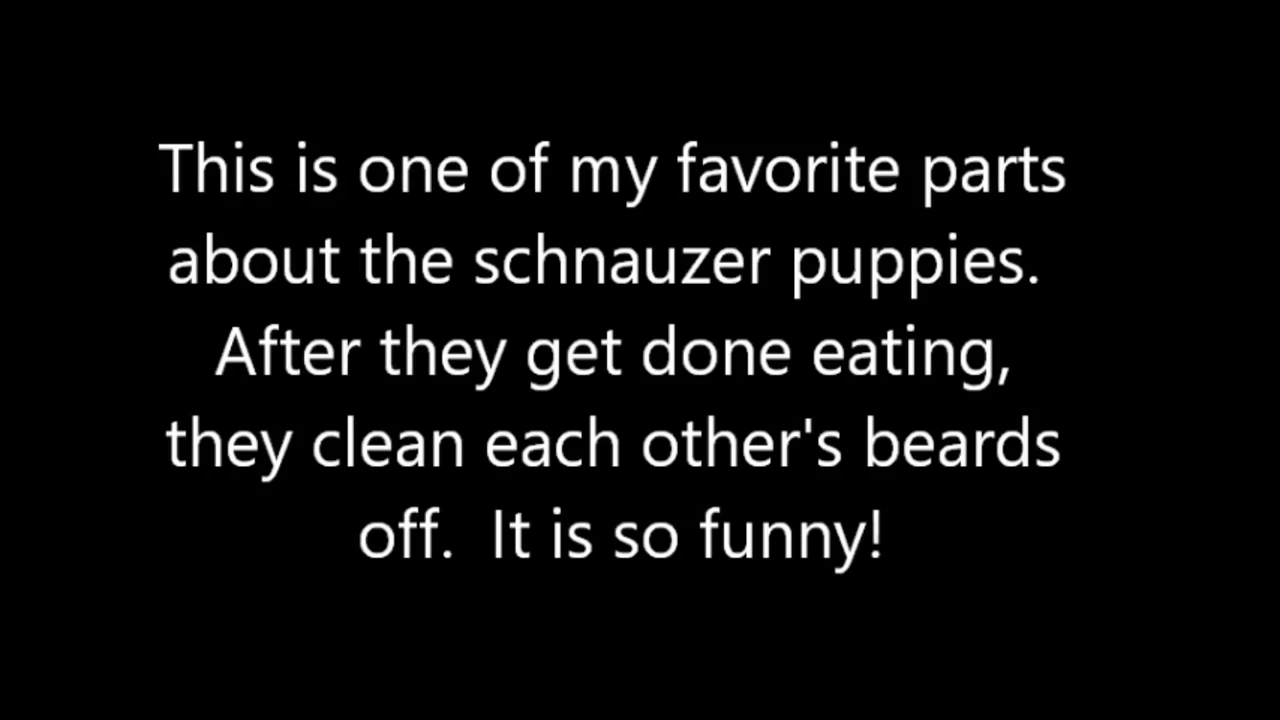 This is one of my favorite parts
about the schnauzer puppies.
After they get done eating,
they clean each other's beards
off.  It is so funny!